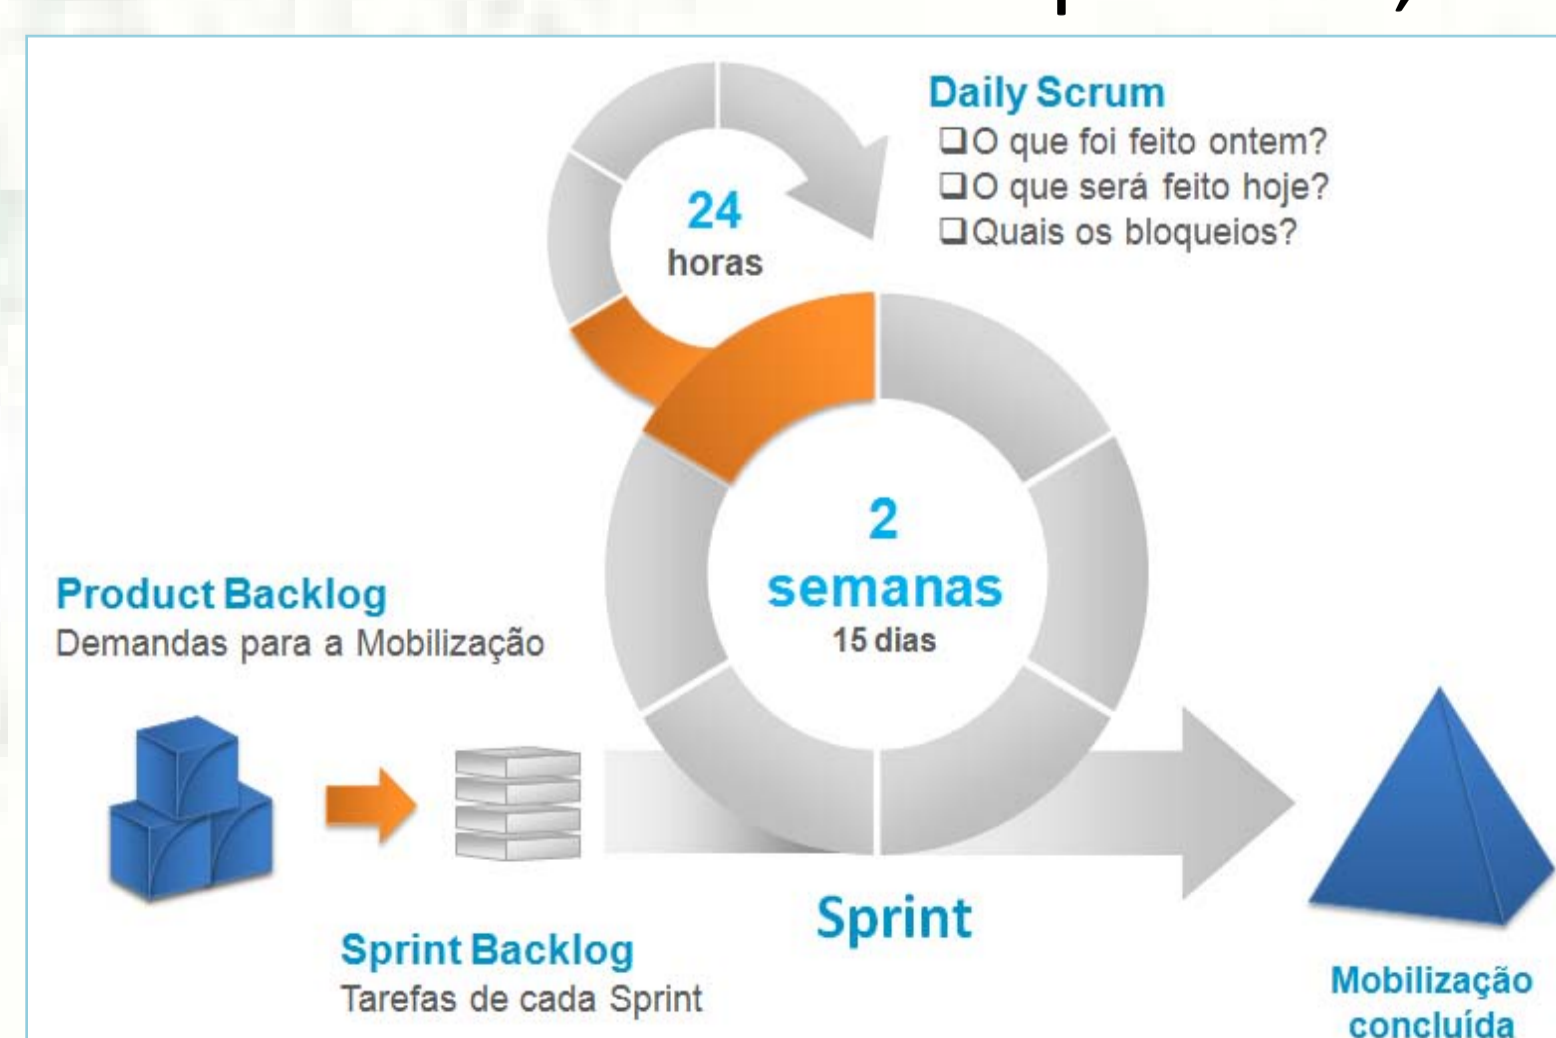 Daily Scrum
❑O que foi feito ontem?
❑O que será feito hoje?
❑Quais os bloqueios?
24
horas
2
semanas
15 dias
Product Backlog
Demandas para a Mobilização
Sprint Backlog
Tarefas de cada Sprint
Sprint
Mobilização
concluída